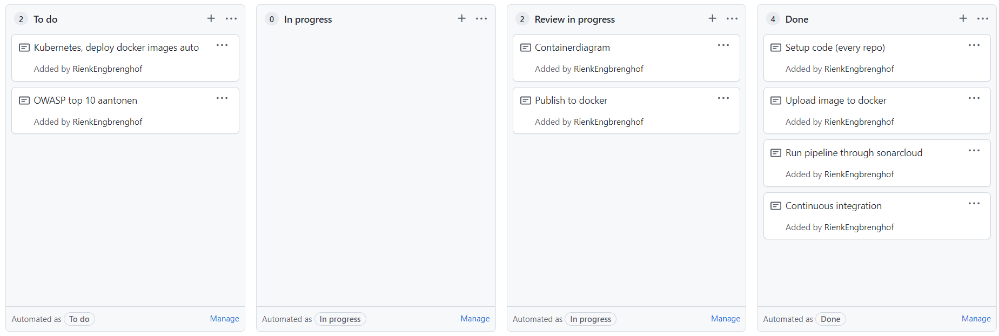 2 To do
Kubernetes, deploy docker images auto
Added by RienkEngbrenghof
OWASP top 10 aantonen
Added by RienkEngbrenghof
Automated as To do Manage
0 In progress
Automated as In progress Manage
2 Review in progress
Containerdiagram
Added by RienkEngbrenghof
Publish to docker
Added by RienkEngbrenghof
Automated as In progress Manage
4 Done
Setup code (every repo)
Added by RienkEngbrenghof
Upload image to docker
Added by RienkEngbrenghof
Run pipeline through sonarcloud
Added by RienkEngbrenghof
Continuous integration
Added by RienkEngbrenghof
Automated as Done Manage